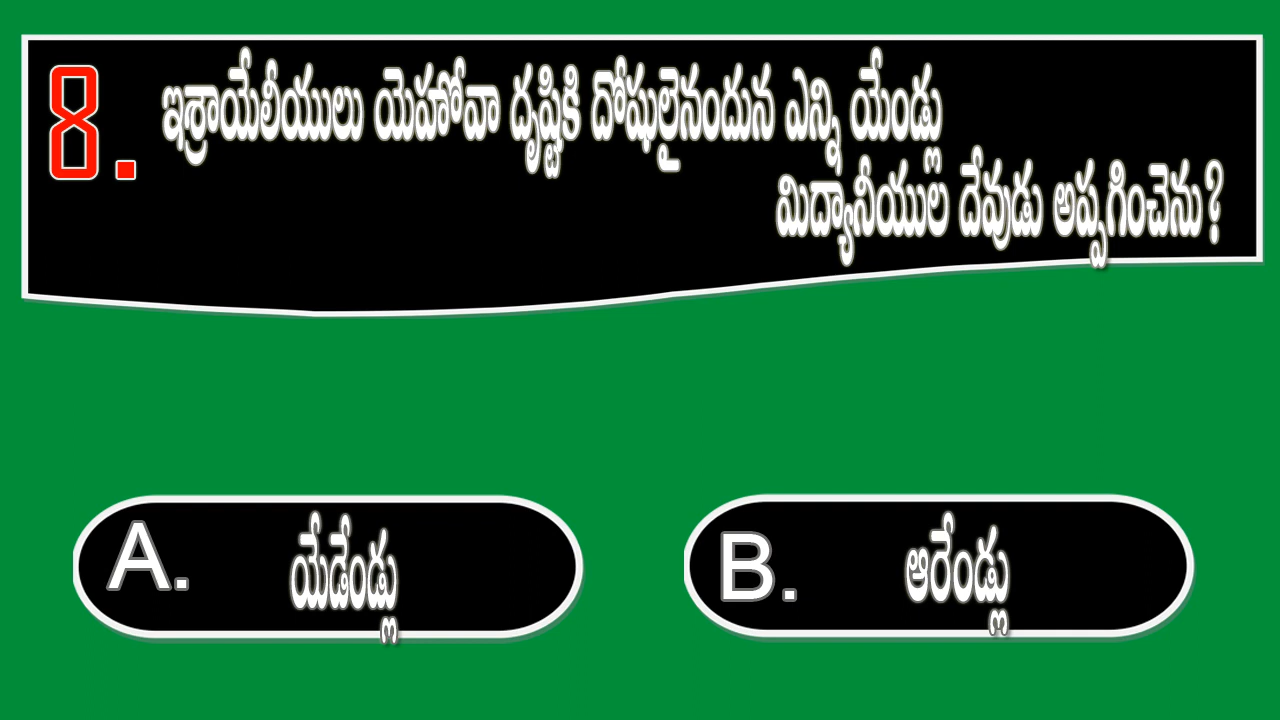 8. ఇశ్రాయేలీయులు యెహోవా దృష్టికి దోషులైనందున ఎన్ని యేండ్లు
మిద్యానీయుల దేవుడు అప్పగించెను?
A. యేడేండ్లు
B. ఆరేండ్లు